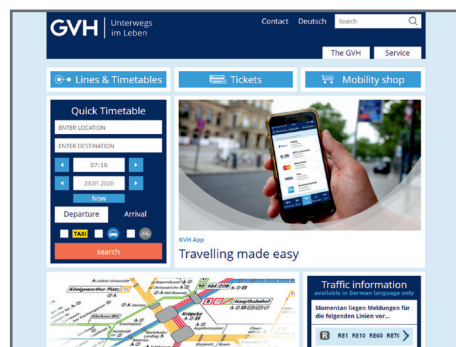 GVH Unterwegs
im Leben
Contact Deutsch Search
The GVH Service
Lines & Timetables Tickets Mobility shop
Quick Timetable
ENTER LOCATION
ENTER DESTINATION
07:16
23.01.2020
Now
Departure Arrival
TAXI
search
GVH App
Travelling made easy
Königsworther Platz
Hbf/ZOB
Hauptbahnhof
Kröpcke
Traffic information
available in German language only
Momentan liegen Meldungen für
die folgenden Linien vor...
R RE1 RE10 RE60 RE70